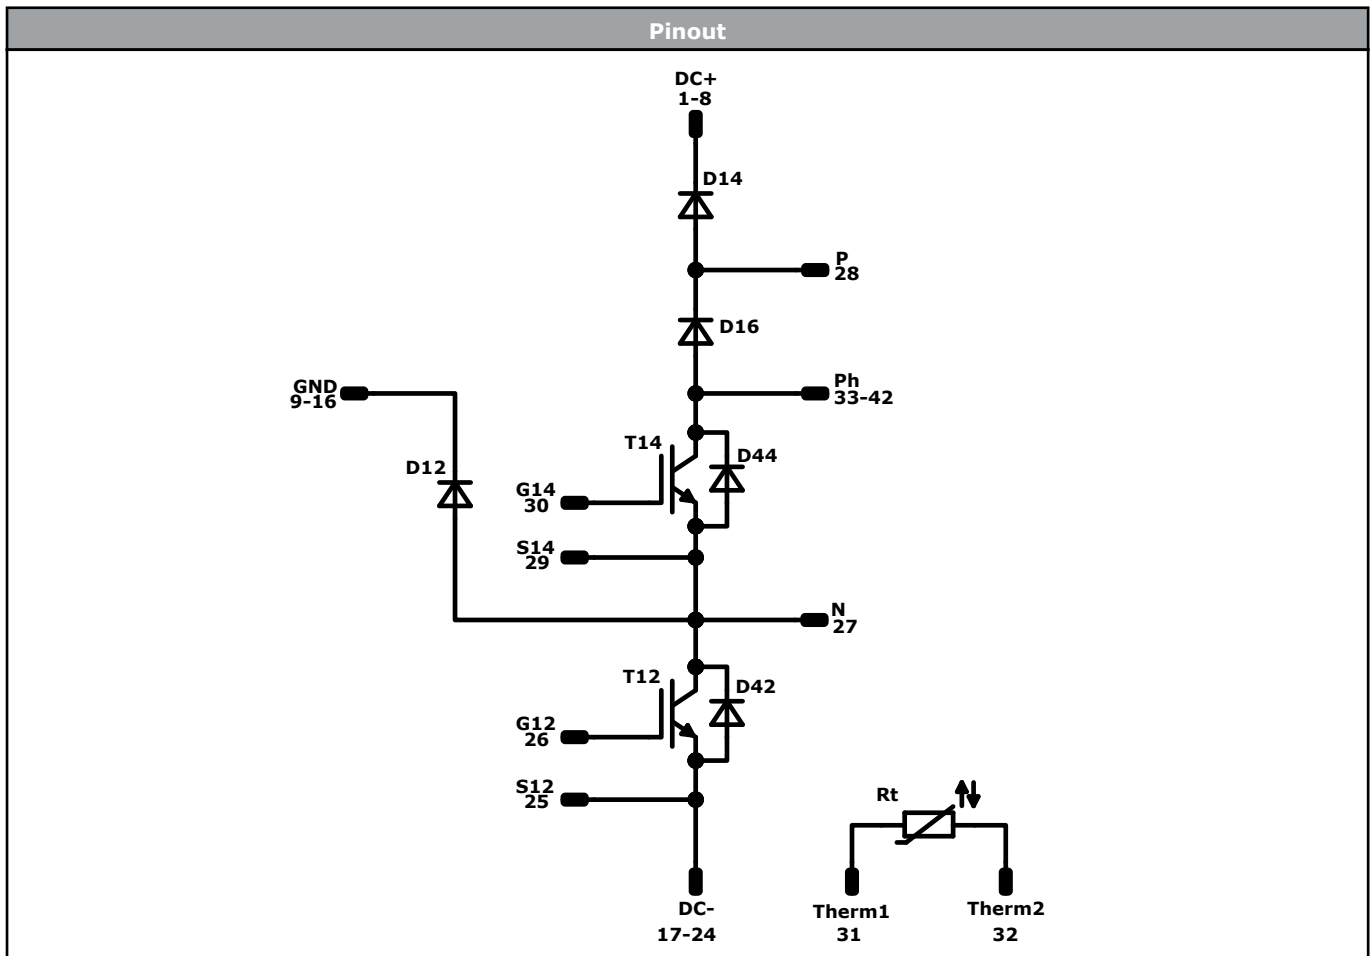 Pinout
DC+
1-8
D14
P
28
D16
GND
9-16
Ph
33-42
T14
D44
D12
G14
30
S14
29
N
27
T12
D42
G12
26
S12
25
Rt
DC-
17-24
Therm1
31
Therm2
32